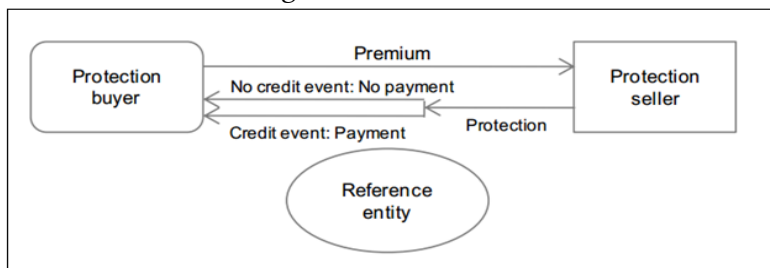 Premium
Protection
buyer
No credit event: No payment
Credit event: Payment
Protection
Protection
seller
Reference
entity